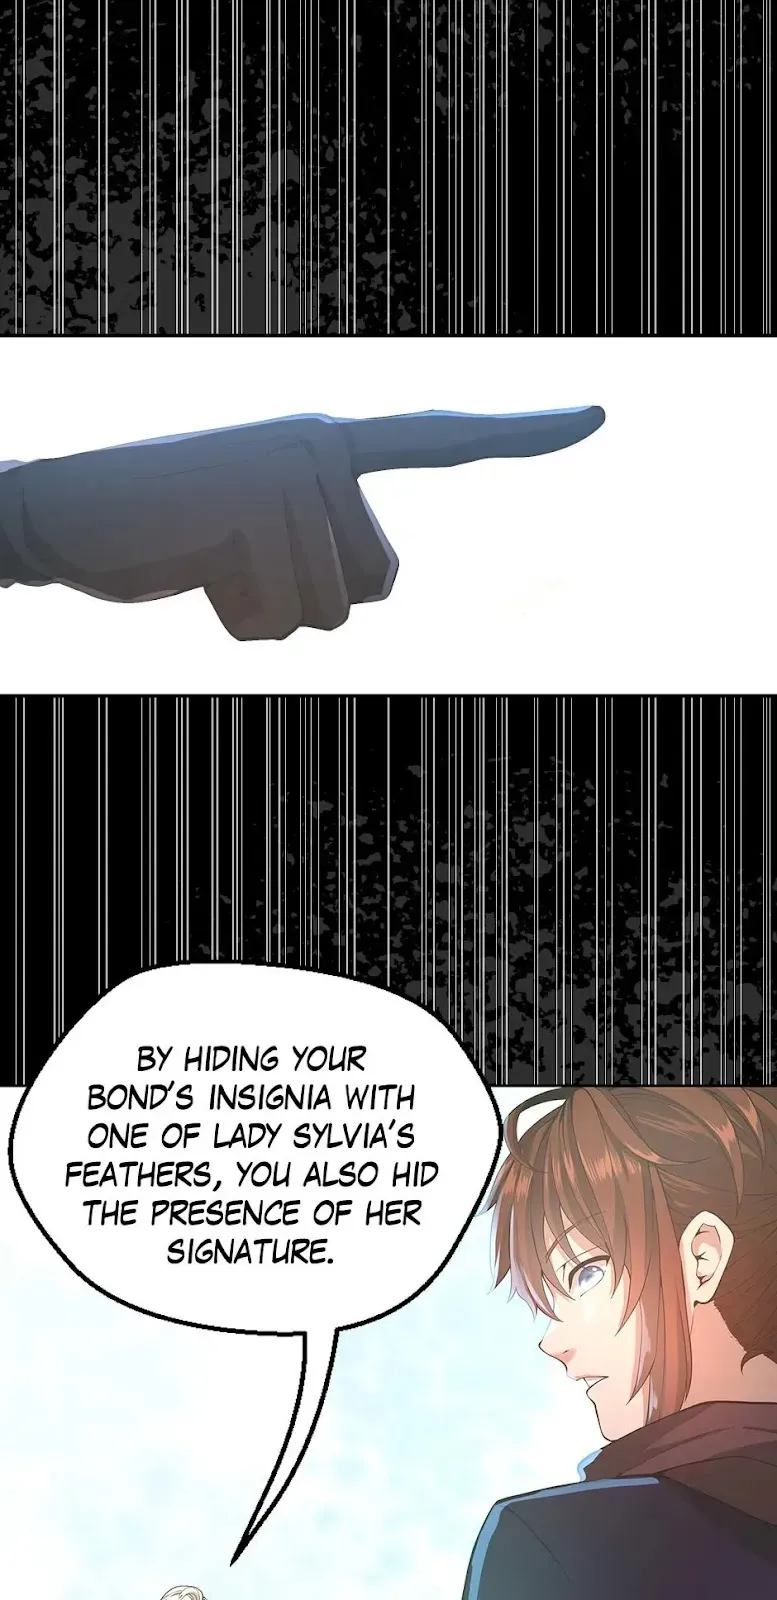 BY HIDING YOUR
BOND'S INSIGNIA WITH
ONE OF LADY SYLVIA'S
FEATHERS, YOU ALSO HID
THE PRESENCE OF HER
SIGNATURE.